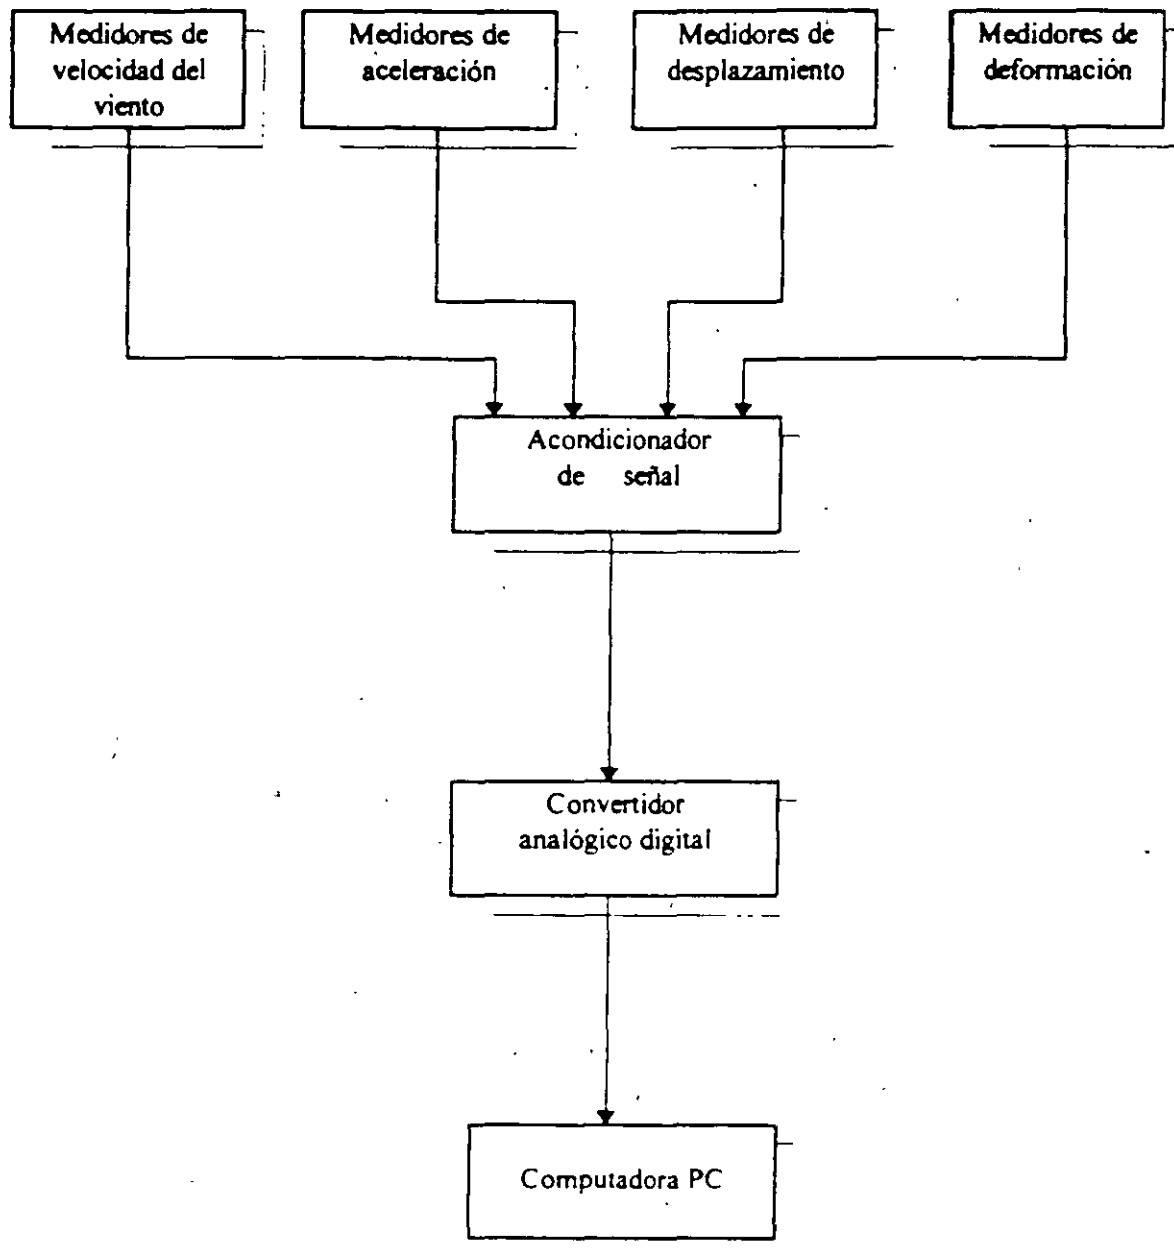 Medidores de
velocidad del
viento
Medidores de
aceleración
Medidores de
desplazamiento
Medidores de
deformación
Acondicionador
de señal
Convertidor
analógico digital
Computadora PC